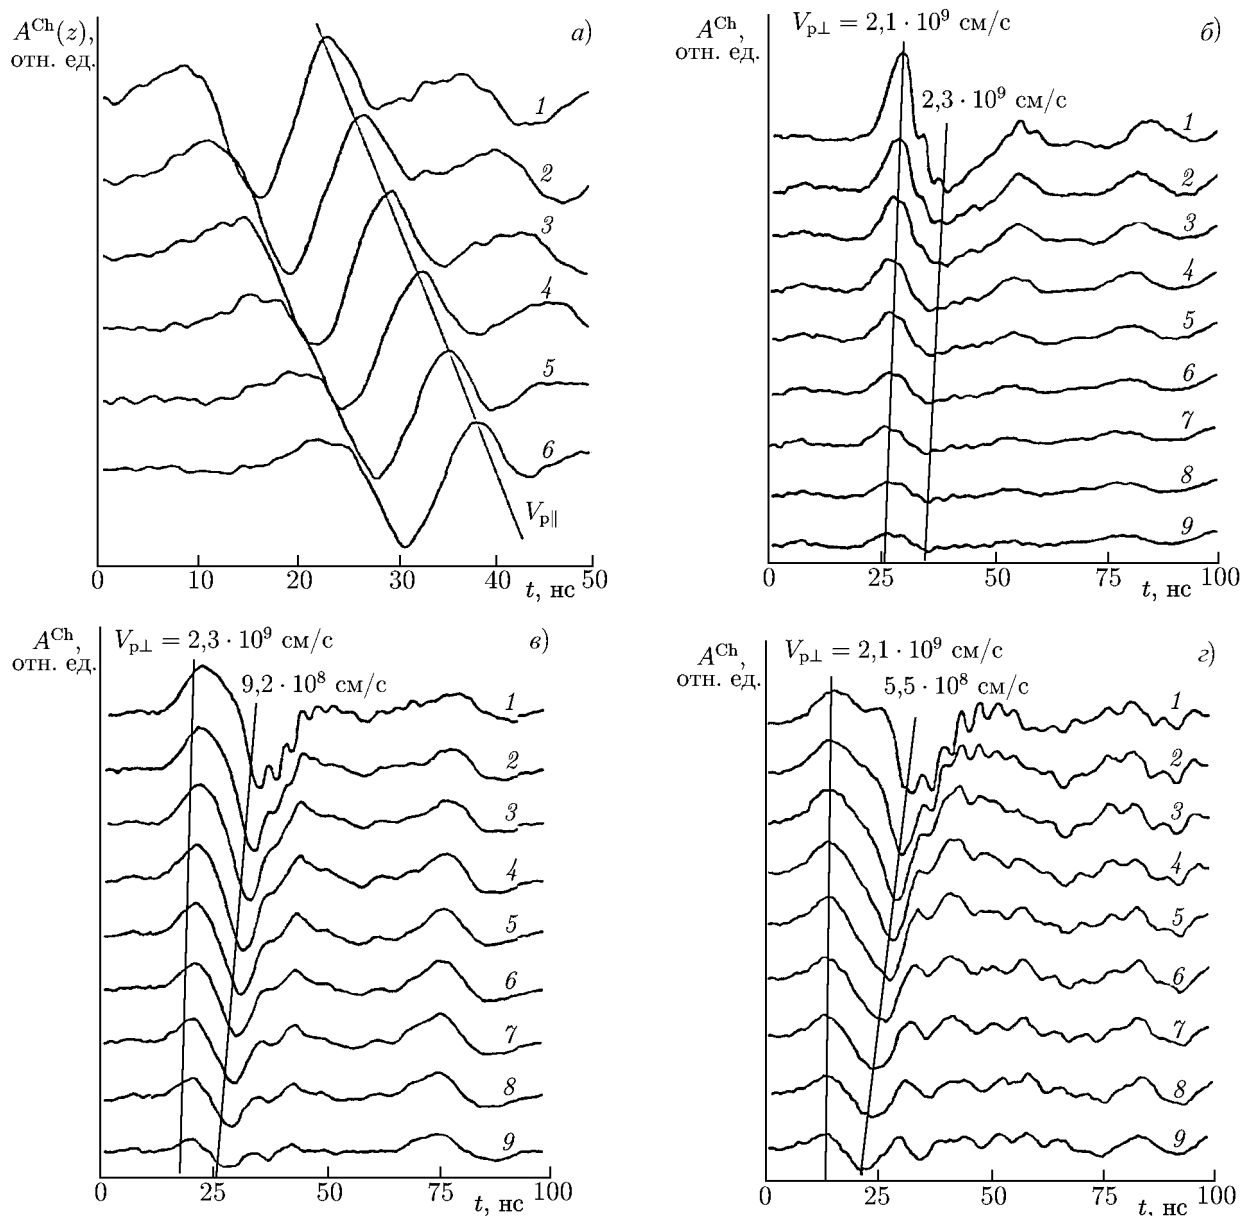 A^Ch(z),
отн. ед.
а)
1
2
3
4
5
6
V_p∥
0 10 20 30 40 50
t, нс
A^Ch,
отн. ед.
V_p⊥ = 2,1 · 10^9 см/с
б)
2,3 · 10^9 см/с
1
2
3
4
5
6
7
8
9
0 25 50 75 100
t, нс
A^Ch,
отн. ед.
V_p⊥ = 2,3 · 10^9 см/с
в)
9,2 · 10^8 см/с
1
2
3
4
5
6
7
8
9
0 25 50 75 100
t, нс
A^Ch,
отн. ед.
V_p⊥ = 2,1 · 10^9 см/с
г)
5,5 · 10^8 см/с
1
2
3
4
5
6
7
8
9
0 25 50 75 100
t, нс